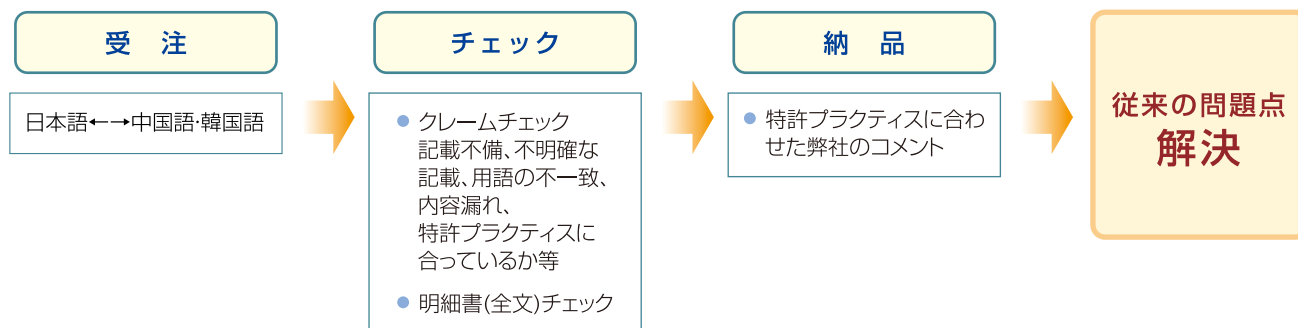 受 注
日本語←→中国語・韓国語
チェック
● クレームチェック
記載不備、不明確な
記載、用語の不一致、
内容漏れ、
特許プラクティスに
合っているか等
● 明細書(全文)チェック
納 品
● 特許プラクティスに合わ
せた弊社のコメント
従来の問題点
解決